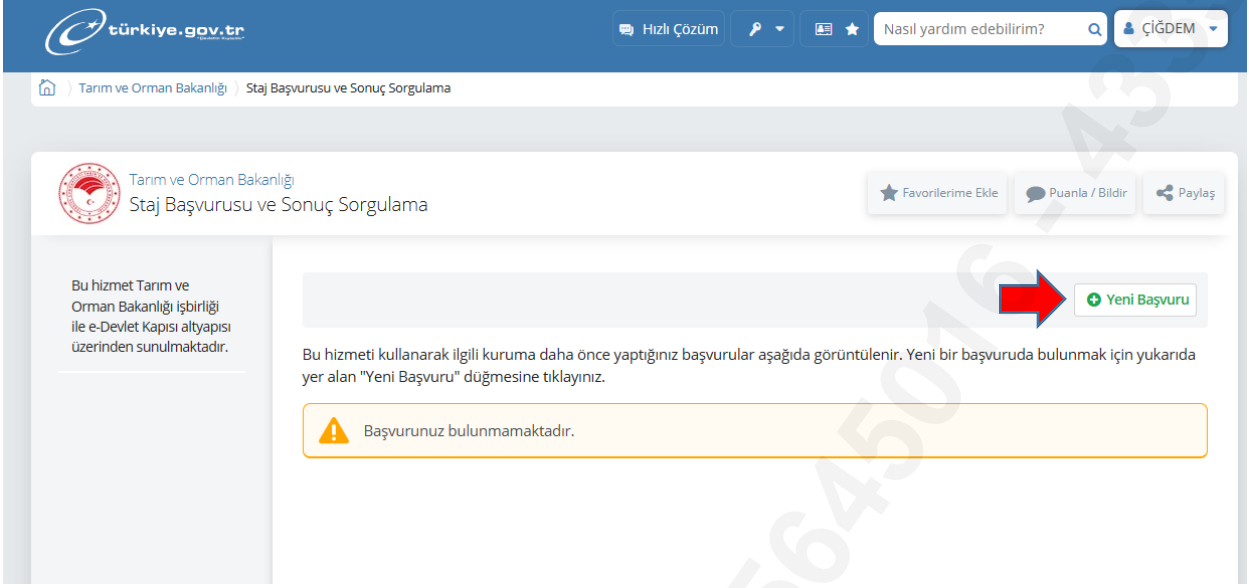 türkiye.gov.tr
Hızlı Çözüm
Nasıl yardım edebilirim?
ÇİĞDEM
Tarım ve Orman Bakanlığı
Staj Başvurusu ve Sonuç Sorgulama
Tarım ve Orman Bakanlığı
Staj Başvurusu ve Sonuç Sorgulama
Favorilerime Ekle
Puanla / Bildir
Paylaş
Bu hizmet Tarım ve
Orman Bakanlığı işbirliği
ile e-Devlet Kapısı altyapısı
üzerinden sunulmaktadır.
Yeni Başvuru
Bu hizmeti kullanarak ilgili kuruma daha önce yaptığınız başvurular aşağıda görüntülenir. Yeni bir başvuruda bulunmak için yukarıda
yer alan "Yeni Başvuru" düğmesine tıklayınız.
Başvurunuz bulunmamaktadır.